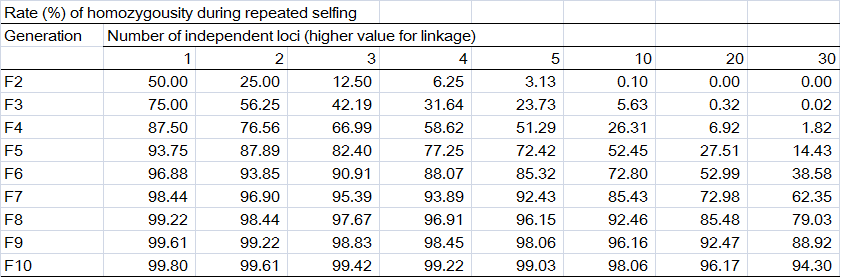 Rate (%) of homozygousity during repeated selfing
Generation Number of independent loci (higher value for linkage)
1 2 3 4 5 10 20 30
F2 50.00 25.00 12.50 6.25 3.13 0.10 0.00 0.00
F3 75.00 56.25 42.19 31.64 23.73 5.63 0.32 0.02
F4 87.50 76.56 66.99 58.62 51.29 26.31 6.92 1.82
F5 93.75 87.89 82.40 77.25 72.42 52.45 27.51 14.43
F6 96.88 93.85 90.91 88.07 85.32 72.80 52.99 38.58
F7 98.44 96.90 95.39 93.89 92.43 85.43 72.98 62.35
F8 99.22 98.44 97.67 96.91 96.15 92.46 85.48 79.03
F9 99.61 99.22 98.83 98.45 98.06 96.16 92.47 88.92
F10 99.80 99.61 99.42 99.22 99.03 98.06 96.17 94.30